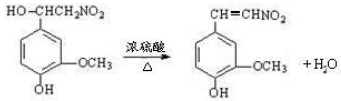 HO CHCH₂NO₂
CH=CHNO₂
浓硫酸
△
OCH₃
OH
OCH₃
OH
+H₂O